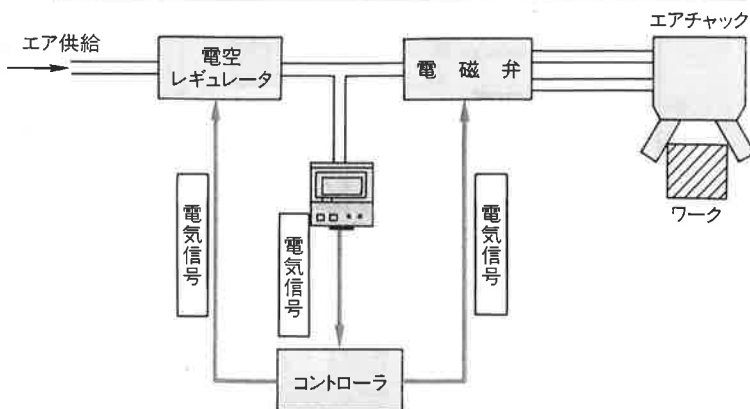 エアチャック
エア供給
電空
レギュレータ
電磁弁
ワーク
電気信号
電気信号
電気信号
コントローラ